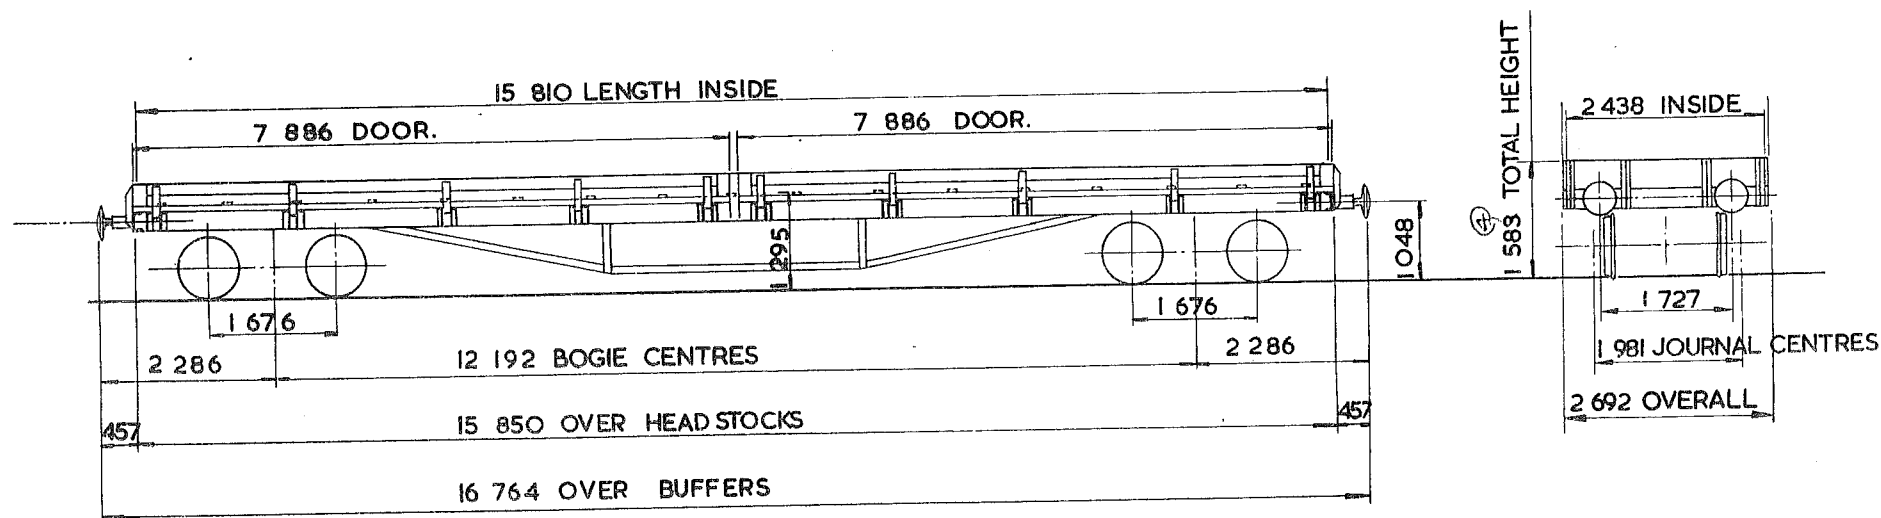 15 810 LENGTH INSIDE
7 886 DOOR.
7 886 DOOR.
1 295
1 676
1 676
2 286
12 192 BOGIE CENTRES
2 286
457
15 850 OVER HEADSTOCKS
457
16 764 OVER BUFFERS
1 048
1 583 TOTAL HEIGHT
2 438 INSIDE
1 727
1 981 JOURNAL CENTRES
2 692 OVERALL